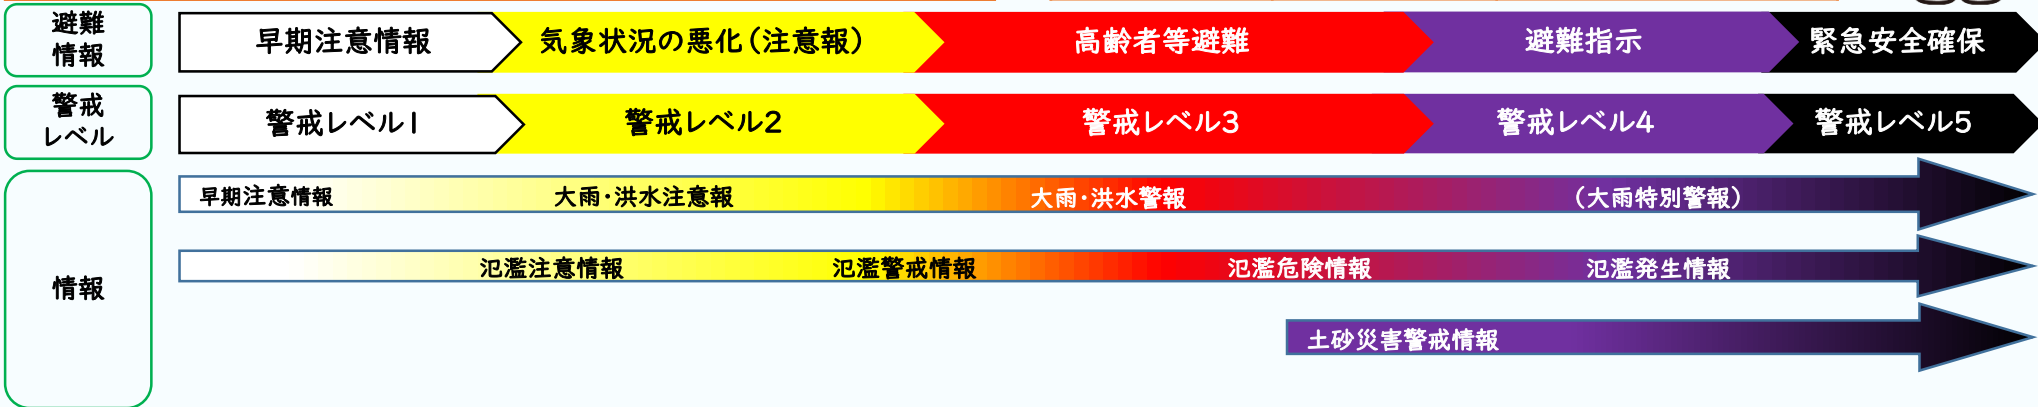 避難
情報
早期注意情報
気象状況の悪化(注意報)
高齢者等避難
避難指示
緊急安全確保
警戒
レベル
警戒レベル1
警戒レベル2
警戒レベル3
警戒レベル4
警戒レベル5
情報
早期注意情報
大雨・洪水注意報
大雨・洪水警報
(大雨特別警報)
氾濫注意情報
氾濫警戒情報
氾濫危険情報
氾濫発生情報
土砂災害警戒情報